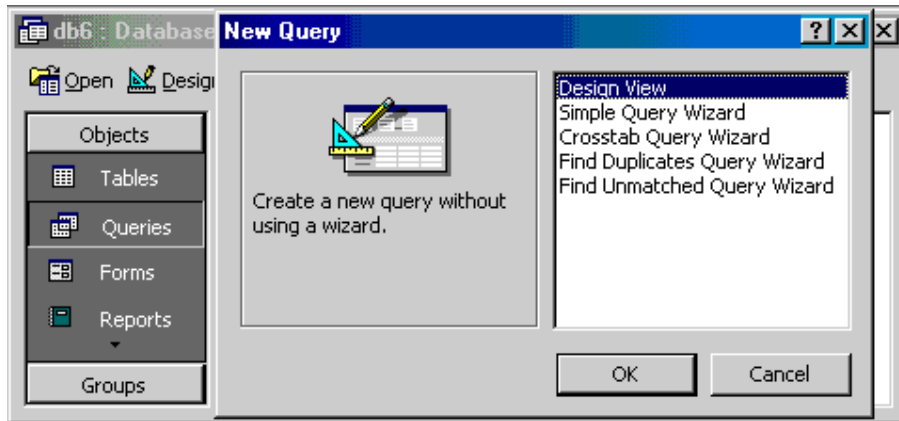 db6 : Database
New Query
Open Design
Objects
Tables
Queries
Forms
Reports
Groups
Create a new query without
using a wizard.
Design View
Simple Query Wizard
Crosstab Query Wizard
Find Duplicates Query Wizard
Find Unmatched Query Wizard
OK
Cancel